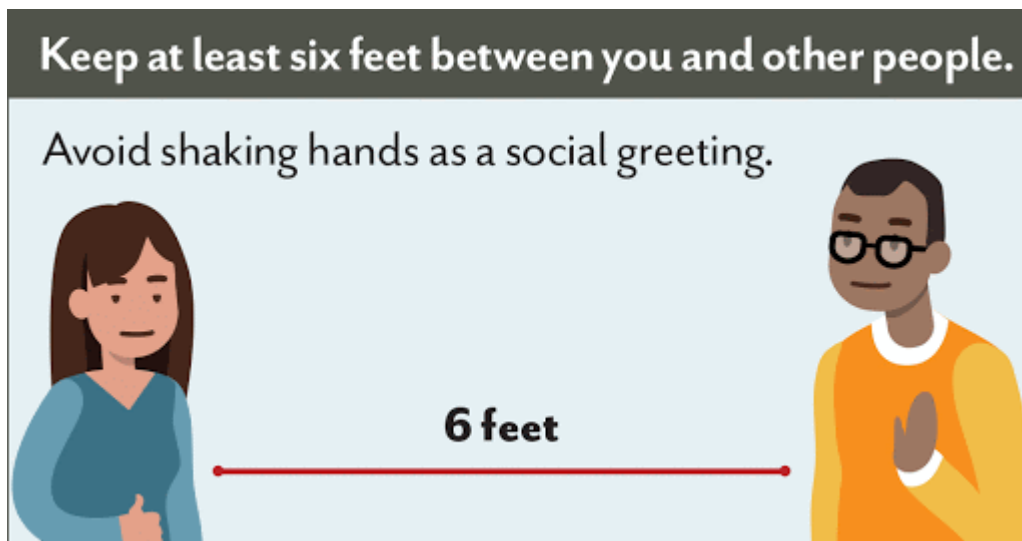 Keep at least six feet between you and other people.
Avoid shaking hands as a social greeting.
6 feet